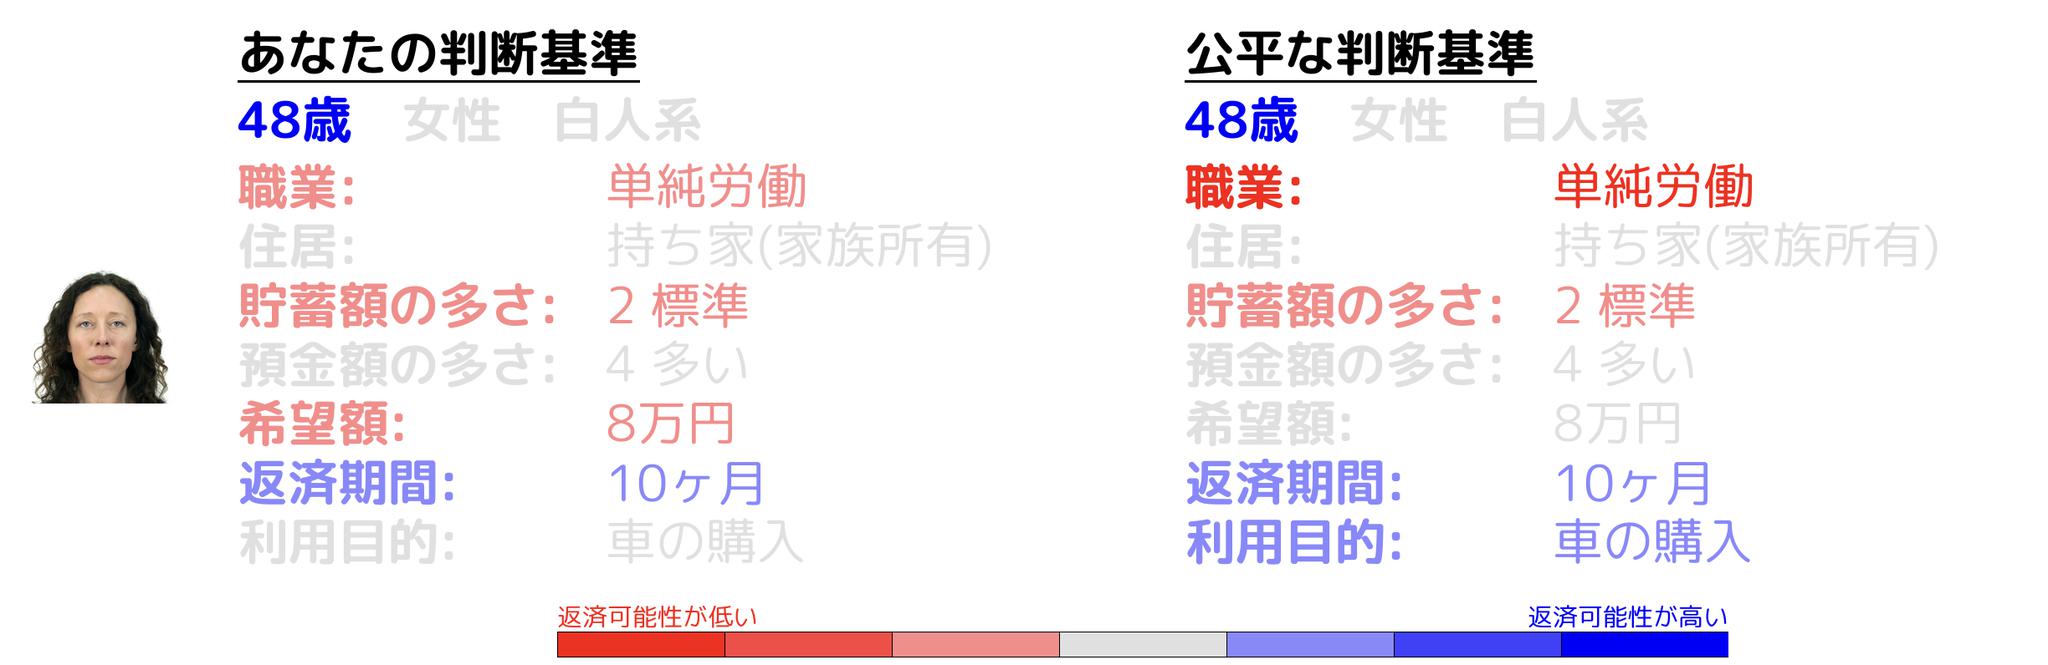 あなたの判断基準
48歳 女性 白人系
職業: 単純労働
住居: 持ち家(家族所有)
貯蓄額の多さ: 2 標準
預金額の多さ: 4 多い
希望額: 8万円
返済期間: 10ヶ月
利用目的: 車の購入
公平な判断基準
48歳 女性 白人系
職業: 単純労働
住居: 持ち家(家族所有)
貯蓄額の多さ: 2 標準
預金額の多さ: 4 多い
希望額: 8万円
返済期間: 10ヶ月
利用目的: 車の購入
返済可能性が低い
返済可能性が高い